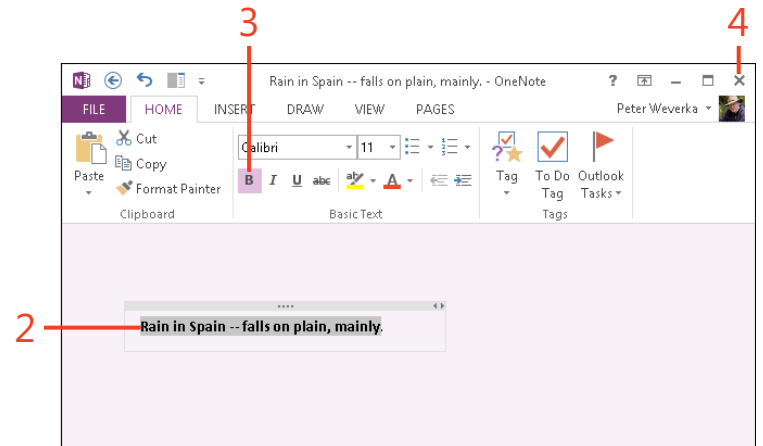 3 4
Rain in Spain -- falls on plain, mainly. - OneNote ?
FILE HOME INSERT DRAW VIEW PAGES Peter Weverka
Paste Cut Copy Format Painter
Calibri 11
B I U abc aby A
Tag To Do Tag Outlook Tasks
Clipboard Basic Text Tags
2 Rain in Spain -- falls on plain, mainly.